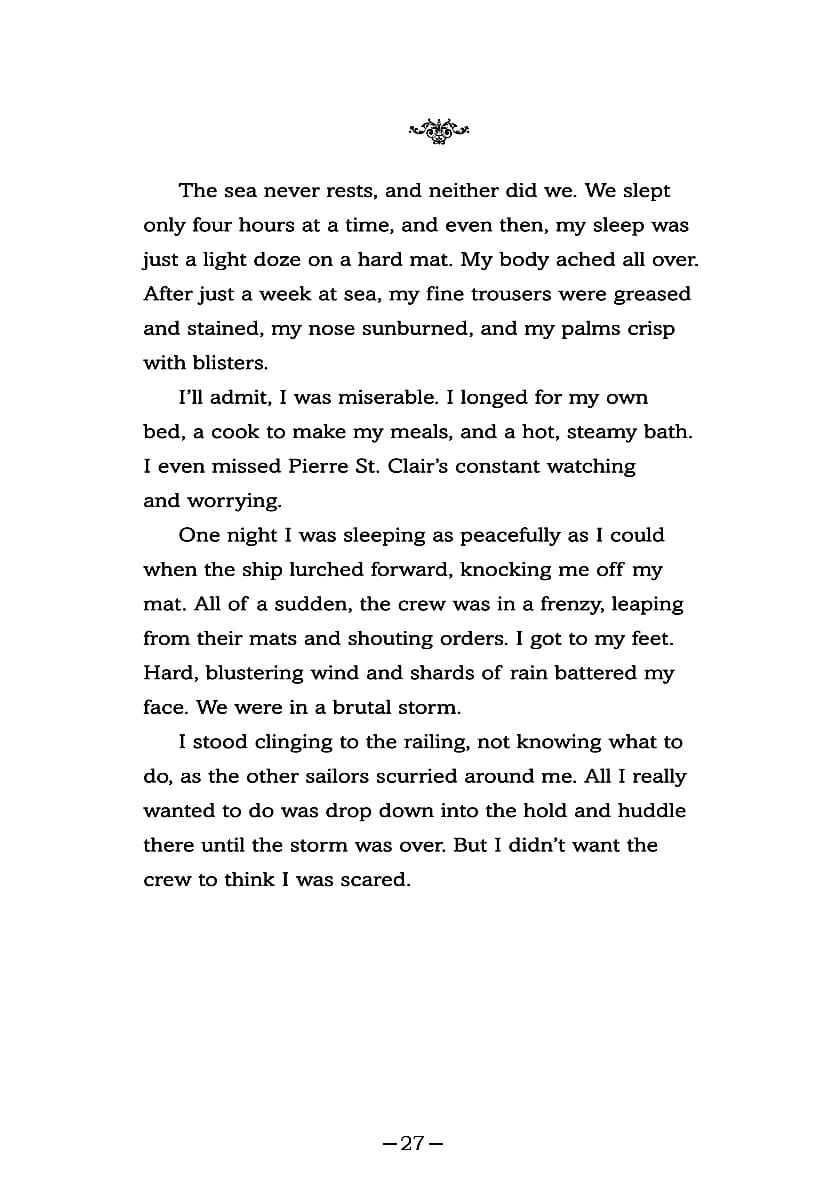 The sea never rests, and neither did we. We slept
only four hours at a time, and even then, my sleep was
just a light doze on a hard mat. My body ached all over.
After just a week at sea, my fine trousers were greased
and stained, my nose sunburned, and my palms crisp
with blisters.
I’ll admit, I was miserable. I longed for my own
bed, a cook to make my meals, and a hot, steamy bath.
I even missed Pierre St. Clair’s constant watching
and worrying.
One night I was sleeping as peacefully as I could
when the ship lurched forward, knocking me off my
mat. All of a sudden, the crew was in a frenzy, leaping
from their mats and shouting orders. I got to my feet.
Hard, blustering wind and shards of rain battered my
face. We were in a brutal storm.
I stood clinging to the railing, not knowing what to
do, as the other sailors scurried around me. All I really
wanted to do was drop down into the hold and huddle
there until the storm was over. But I didn’t want the
crew to think I was scared.
—27—